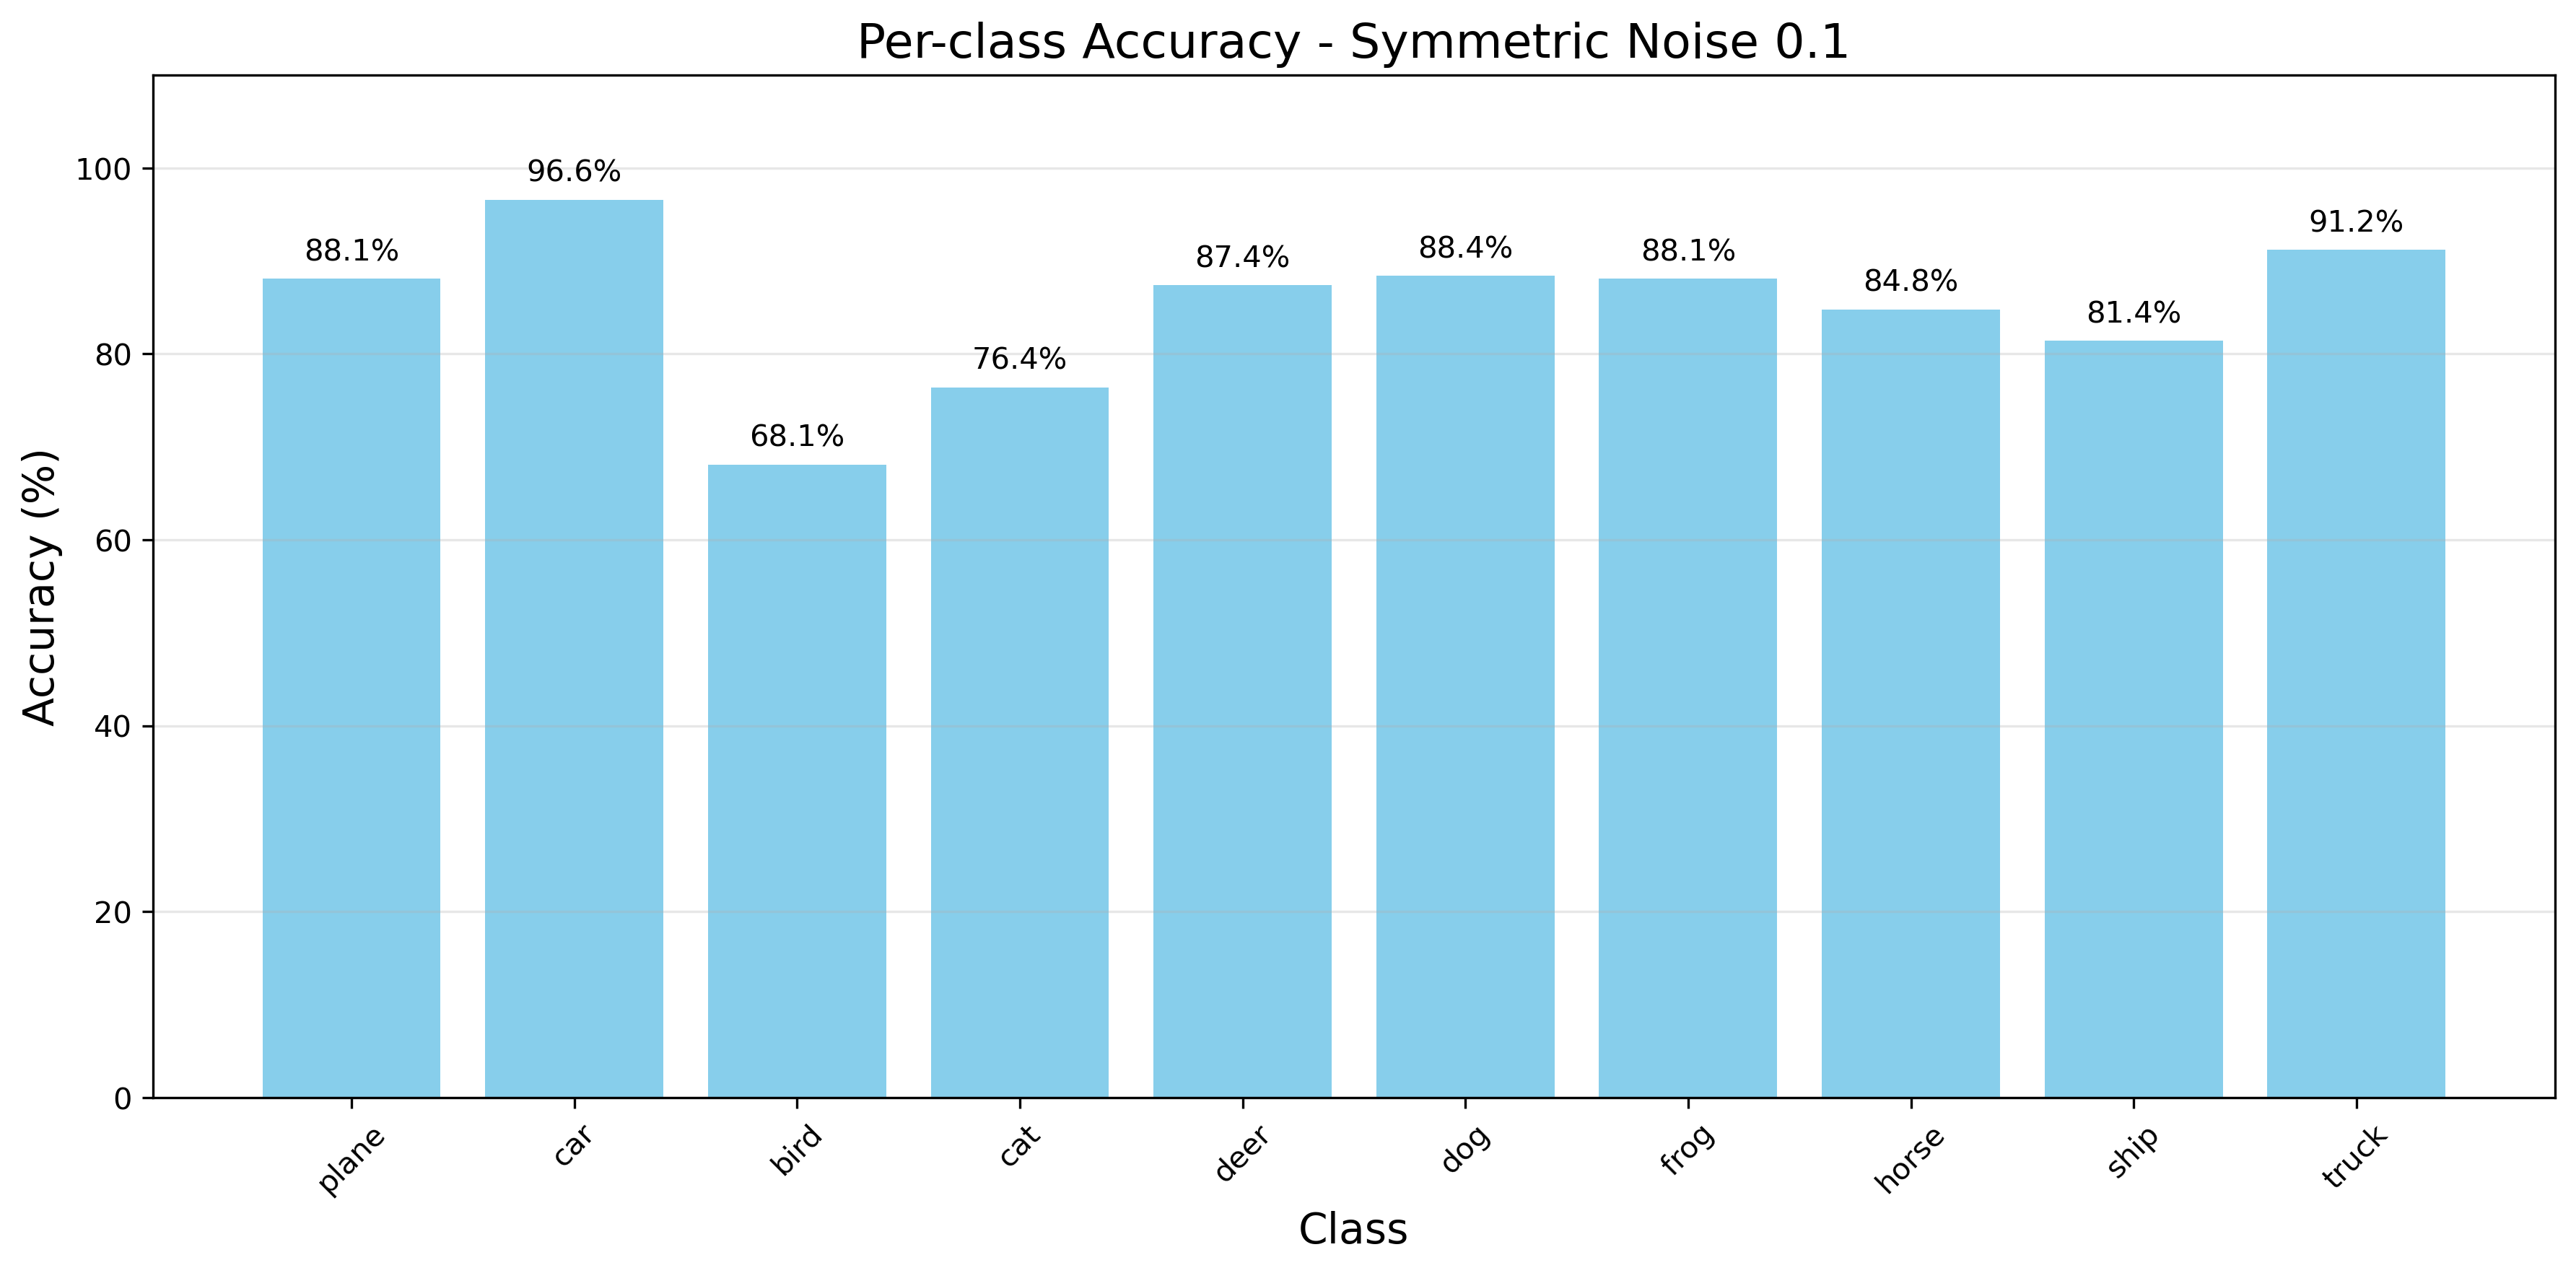 Per-class Accuracy - Symmetric Noise 0.1
Accuracy (%)
100
80
60
40
20
0
88.1%
96.6%
68.1%
76.4%
87.4%
88.4%
88.1%
84.8%
81.4%
91.2%
plane
car
bird
cat
deer
dog
frog
horse
ship
truck
Class